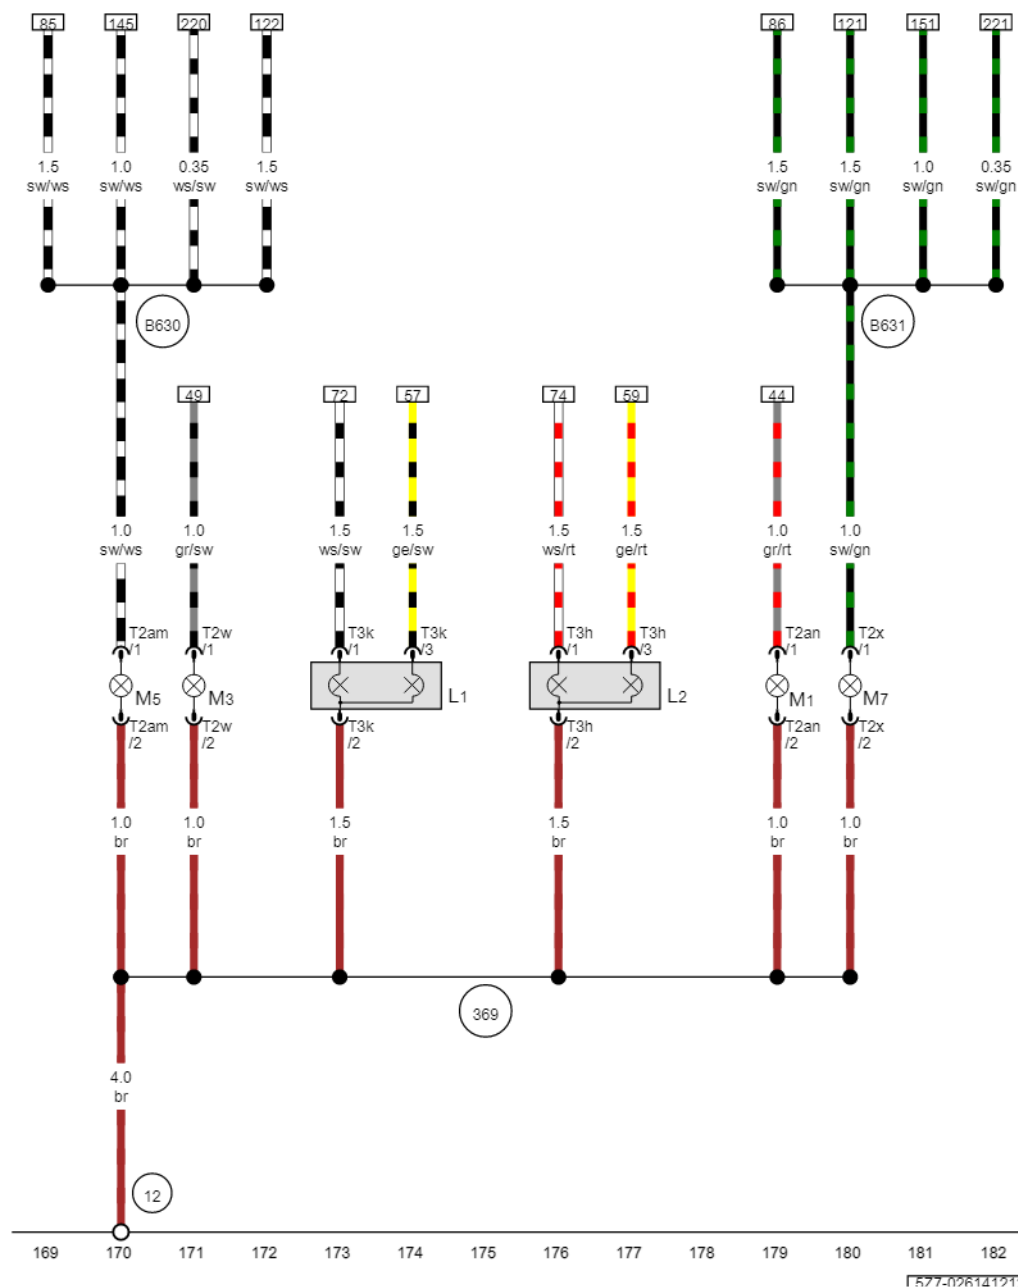 85 145 220 122 86 121 151 221
1.5 1.0 0.35 1.5 1.5 1.5 1.0 0.35
sw/ws sw/ws ws/sw sw/ws sw/gn sw/gn sw/gn sw/gn
B630 B631
49 72 57 74 59 44
1.0 1.0 1.5 1.5 1.5 1.5 1.0 1.0
sw/ws gr/sw ws/sw ge/sw ws/rt ge/rt gr/rt sw/gn
T2am T2w T3k T3k T3h T3h T2an T2x
/1 /1 /1 /3 /1 /3 /1 /1
M5 M3 L1 L2 M1 M7
T2am T2w T3k T3h T2an T2x
/2 /2 /2 /2 /2 /2
1.0 1.0 1.5 1.5 1.0 1.0
br br br br br br
369
4.0
br
12
169 170 171 172 173 174 175 176 177 178 179 180 181 182
577-02614121